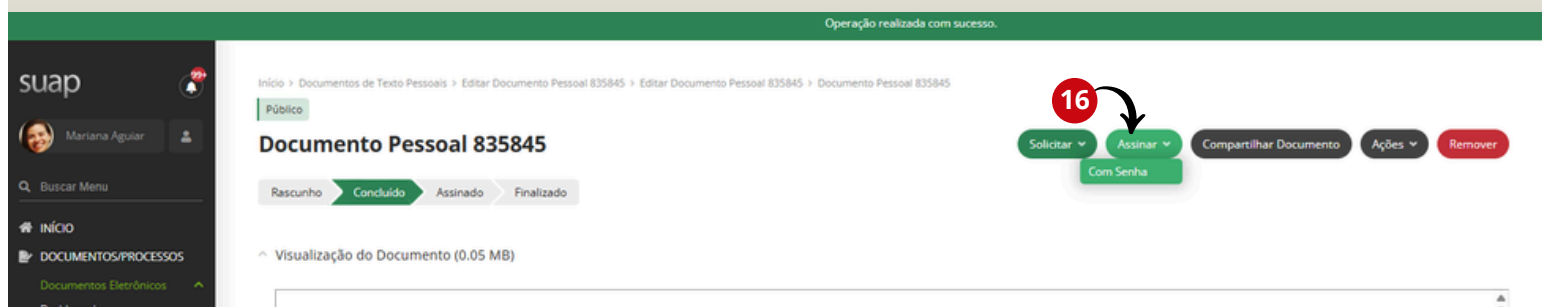 Operação realizada com sucesso.
suap
99+
Mariana Aguiar
Buscar Menu
INÍCIO
DOCUMENTOS/PROCESSOS
Documentos Eletrônicos
Início > Documentos de Texto Pessoais > Editar Documento Pessoal 835845 > Editar Documento Pessoal 835845 > Documento Pessoal 835845
Público
Documento Pessoal 835845
16
Solicitar Assinar Compartilhar Documento Ações Remover
Com Senha
Rascunho Concluído Assinado Finalizado
Visualização do Documento (0.05 MB)